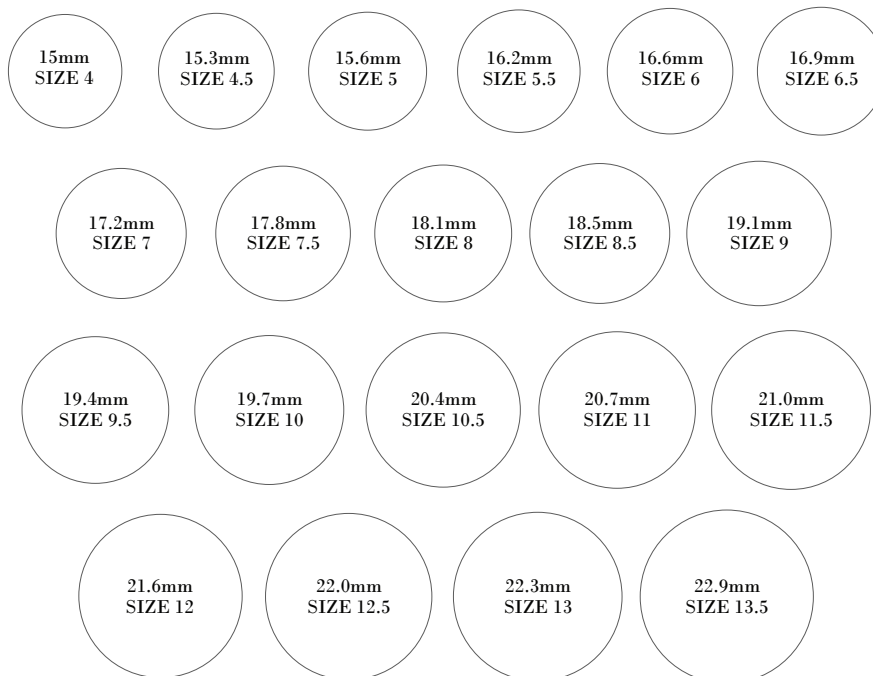 15mm
SIZE 4
15.3mm
SIZE 4.5
15.6mm
SIZE 5
16.2mm
SIZE 5.5
16.6mm
SIZE 6
16.9mm
SIZE 6.5
17.2mm
SIZE 7
17.8mm
SIZE 7.5
18.1mm
SIZE 8
18.5mm
SIZE 8.5
19.1mm
SIZE 9
19.4mm
SIZE 9.5
19.7mm
SIZE 10
20.4mm
SIZE 10.5
20.7mm
SIZE 11
21.0mm
SIZE 11.5
21.6mm
SIZE 12
22.0mm
SIZE 12.5
22.3mm
SIZE 13
22.9mm
SIZE 13.5